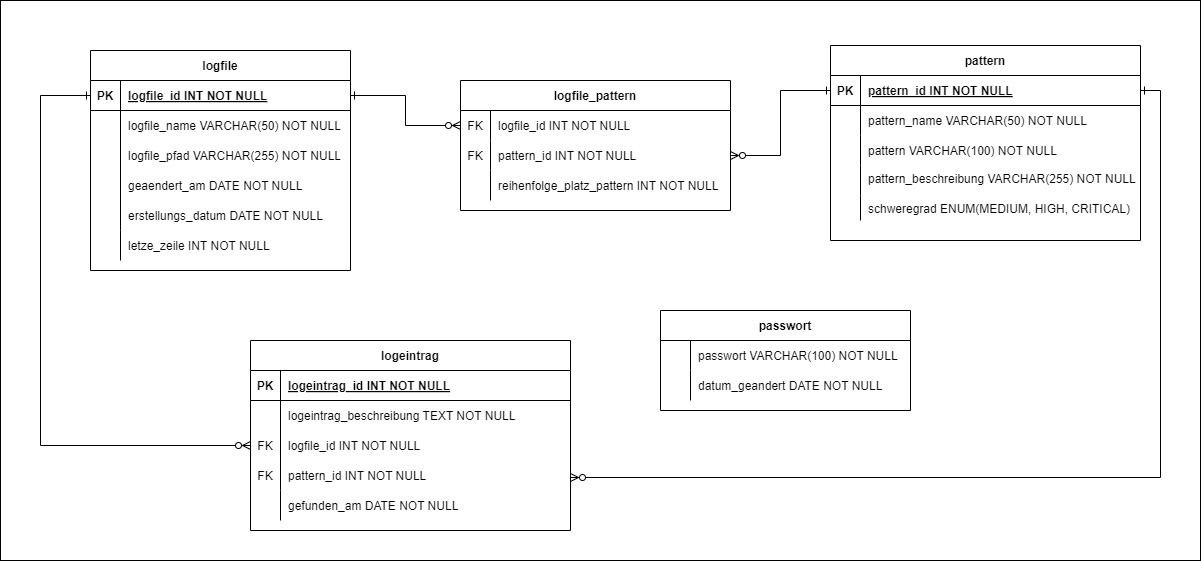 logfile
PK logfile_id INT NOT NULL
logfile_name VARCHAR(50) NOT NULL
logfile_pfad VARCHAR(255) NOT NULL
geaendert_am DATE NOT NULL
erstellungs_datum DATE NOT NULL
letze_zeile INT NOT NULL
logfile_pattern
FK logfile_id INT NOT NULL
FK pattern_id INT NOT NULL
reihenfolge_platz_pattern INT NOT NULL
pattern
PK pattern_id INT NOT NULL
pattern_name VARCHAR(50) NOT NULL
pattern VARCHAR(100) NOT NULL
pattern_beschreibung VARCHAR(255) NOT NULL
schweregrad ENUM(MEDIUM, HIGH, CRITICAL)
passwort
passwort VARCHAR(100) NOT NULL
datum_geandert DATE NOT NULL
logeintrag
PK logeintrag_id INT NOT NULL
logeintrag_beschreibung TEXT NOT NULL
FK logfile_id INT NOT NULL
FK pattern_id INT NOT NULL
gefunden_am DATE NOT NULL